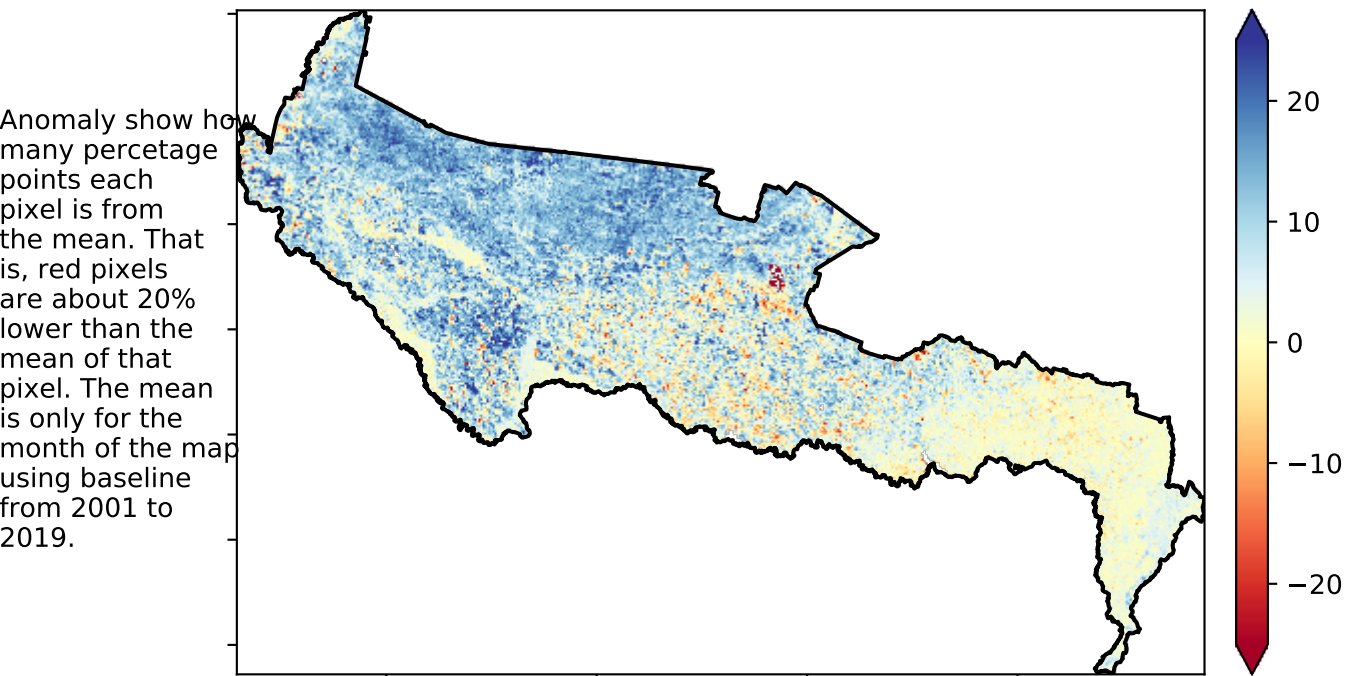 Anomaly show how
many percetage
points each
pixel is from
the mean. That
is, red pixels
are about 20%
lower than the
mean of that
pixel. The mean
is only for the
month of the map
using baseline
from 2001 to
2019.
20
10
0
−10
−20